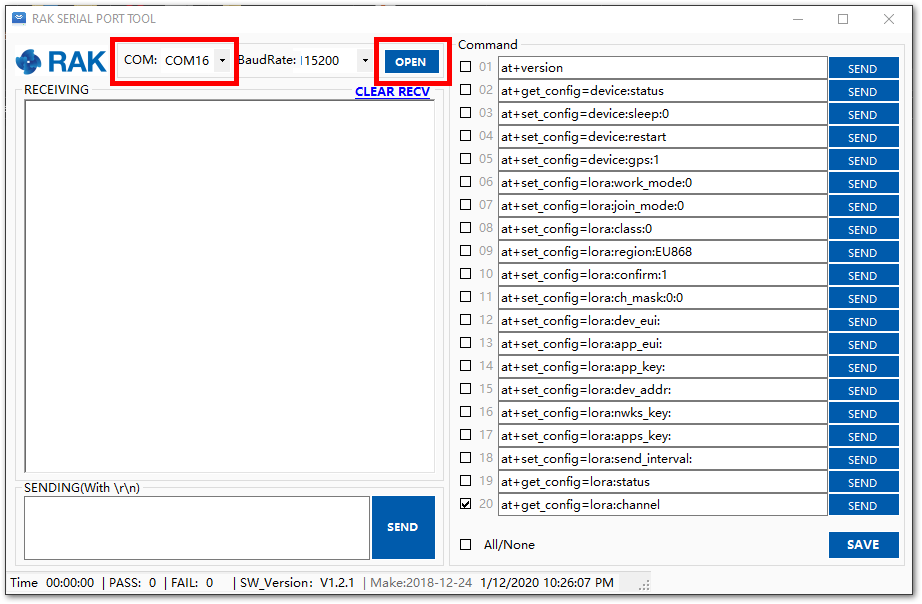 RAK SERIAL PORT TOOL
RAK COM: COM16 BaudRate: 15200 OPEN
RECEIVING CLEAR RECV
SENDING(With \r\n)
SEND
Command
01 at+version SEND
02 at+get_config=device:status SEND
03 at+set_config=device:sleep:0 SEND
04 at+set_config=device:restart SEND
05 at+set_config=device:gps:1 SEND
06 at+set_config=lora:work_mode:0 SEND
07 at+set_config=lora:join_mode:0 SEND
08 at+set_config=lora:class:0 SEND
09 at+set_config=lora:region:EU868 SEND
10 at+set_config=lora:confirm:1 SEND
11 at+set_config=lora:ch_mask:0:0 SEND
12 at+set_config=lora:dev_eui: SEND
13 at+set_config=lora:app_eui: SEND
14 at+set_config=lora:app_key: SEND
15 at+set_config=lora:dev_addr: SEND
16 at+set_config=lora:nwks_key: SEND
17 at+set_config=lora:apps_key: SEND
18 at+set_config=lora:send_interval: SEND
19 at+get_config=lora:status SEND
20 at+get_config=lora:channel SEND
All/None SAVE
Time 00:00:00 | PASS: 0 | FAIL: 0 | SW_Version: V1.2.1 | Make:2018-12-24 1/12/2020 10:26:07 PM